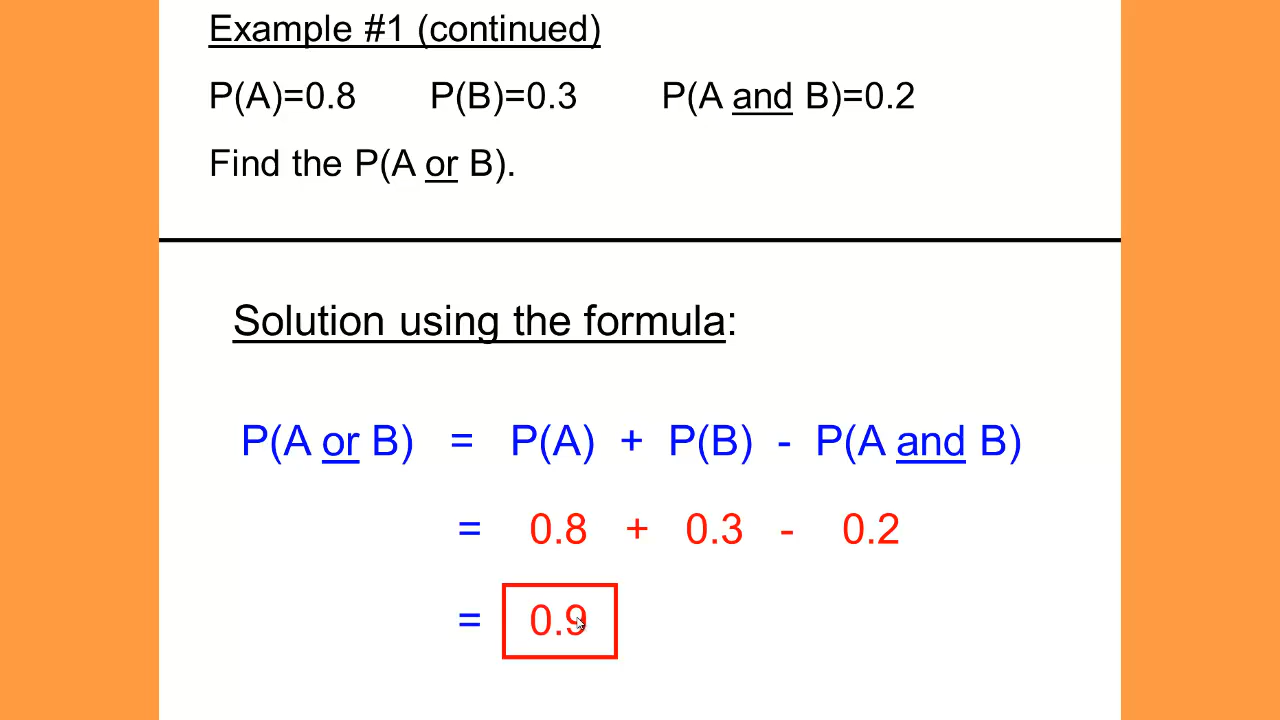 Example #1 (continued)
P(A)=0.8 P(B)=0.3 P(A and B)=0.2
Find the P(A or B).
Solution using the formula:
P(A or B) = P(A) + P(B) - P(A and B)
= 0.8 + 0.3 - 0.2
= 0.9